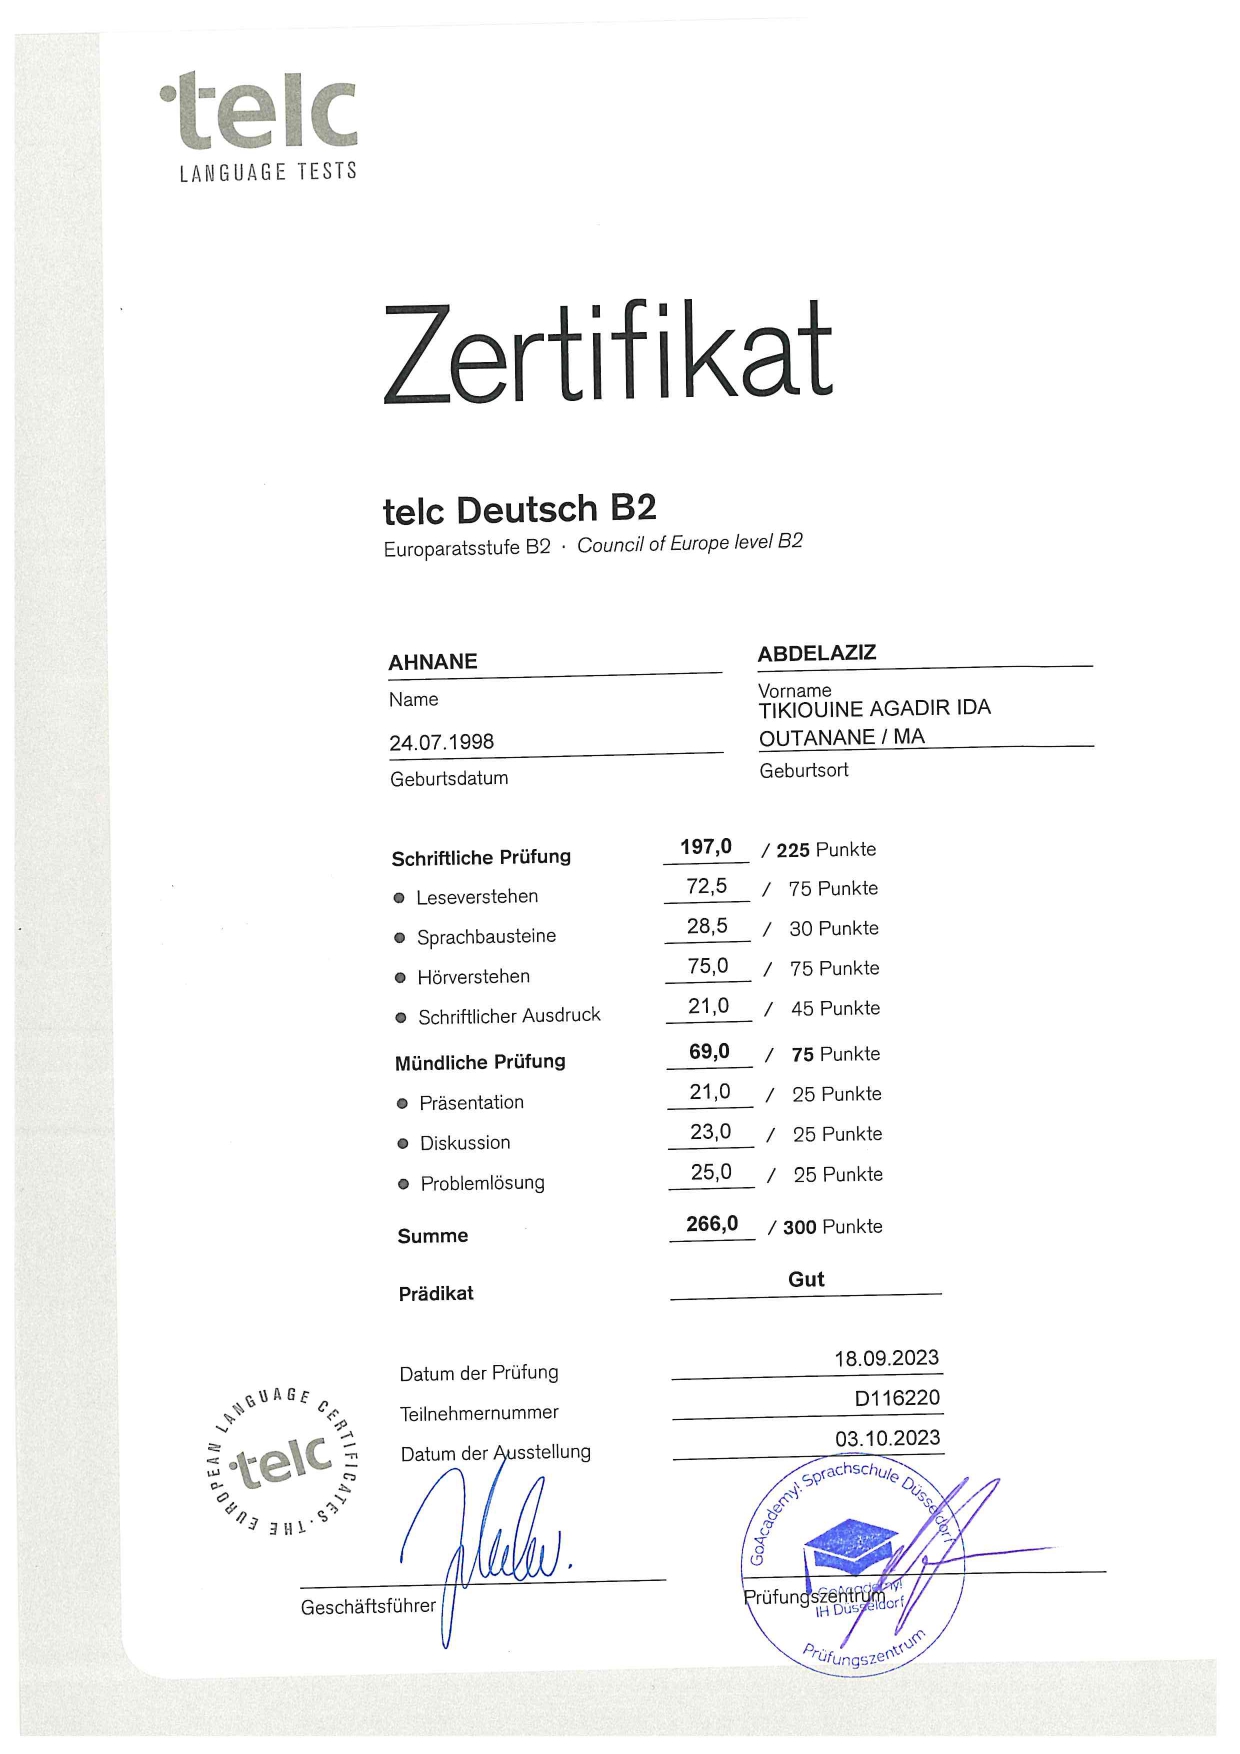 telc
LANGUAGE TESTS
Zertifikat
telc Deutsch B2
Europaratsstufe B2 · Council of Europe level B2
AHNANE
Name
ABDELAZIZ
Vorname
24.07.1998
Geburtsdatum
TIKIOUINE AGADIR IDA
OUTANANE / MA
Geburtsort
Schriftliche Prüfung 197,0 / 225 Punkte
● Leseverstehen 72,5 / 75 Punkte
● Sprachbausteine 28,5 / 30 Punkte
● Hörverstehen 75,0 / 75 Punkte
● Schriftlicher Ausdruck 21,0 / 45 Punkte
Mündliche Prüfung 69,0 / 75 Punkte
● Präsentation 21,0 / 25 Punkte
● Diskussion 23,0 / 25 Punkte
● Problemlösung 25,0 / 25 Punkte
Summe 266,0 / 300 Punkte
Prädikat Gut
Datum der Prüfung 18.09.2023
Teilnehmernummer D116220
Datum der Ausstellung 03.10.2023
THE EUROPEAN LANGUAGE CERTIFICATES ·
telc
Geschäftsführer
GoAcademy! Sprachschule Düsseldorf
GoAcademy!
IH Düsseldorf
Prüfungszentrum
Prüfungszentrum